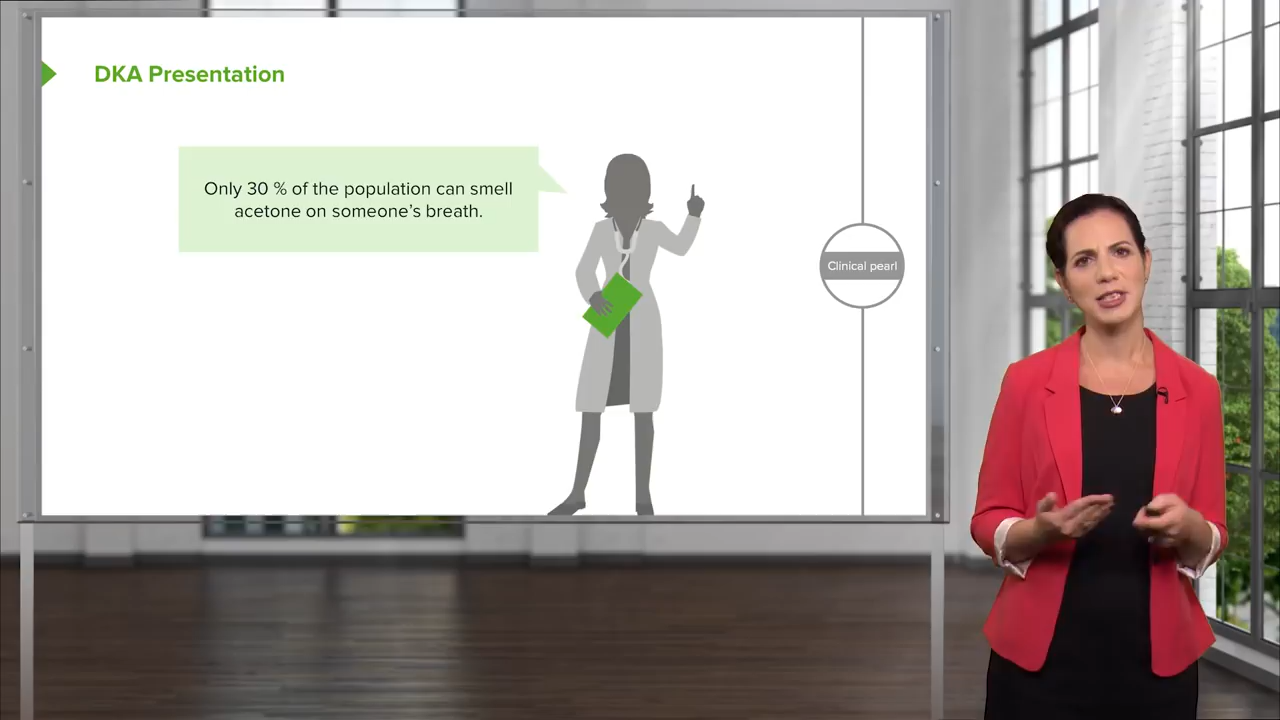 DKA Presentation
Only 30 % of the population can smell
acetone on someone's breath.
Clinical pearl